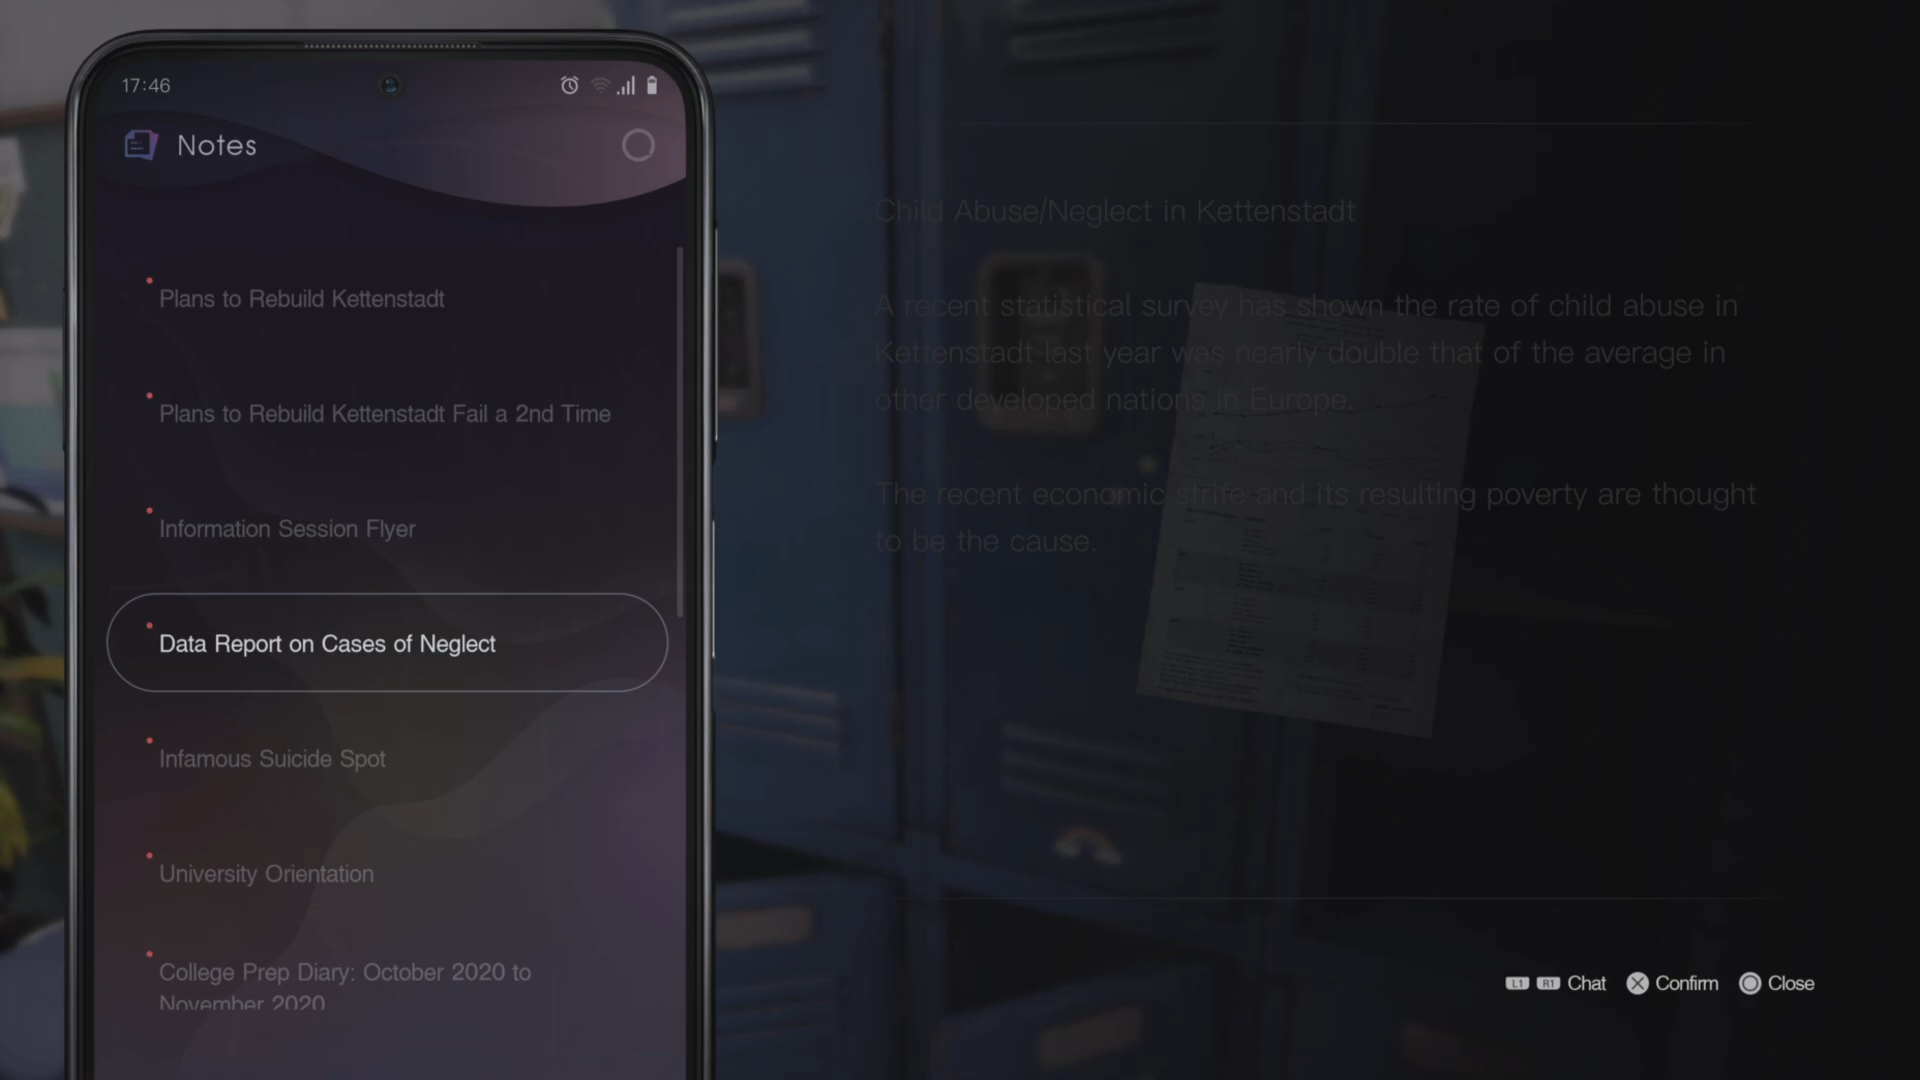 17:46
Notes
Plans to Rebuild Kettenstadt
Plans to Rebuild Kettenstadt Fail a 2nd Time
Information Session Flyer
Data Report on Cases of Neglect
Infamous Suicide Spot
University Orientation
College Prep Diary: October 2020 to
November 2020
Child Abuse/Neglect in Kettenstadt
A recent statistical survey has shown the rate of child abuse in
Kettenstadt last year was nearly double that of the average in
other developed nations in Europe.
The recent economic strife and its resulting poverty are thought
to be the cause.
L1 R1 Chat Confirm Close